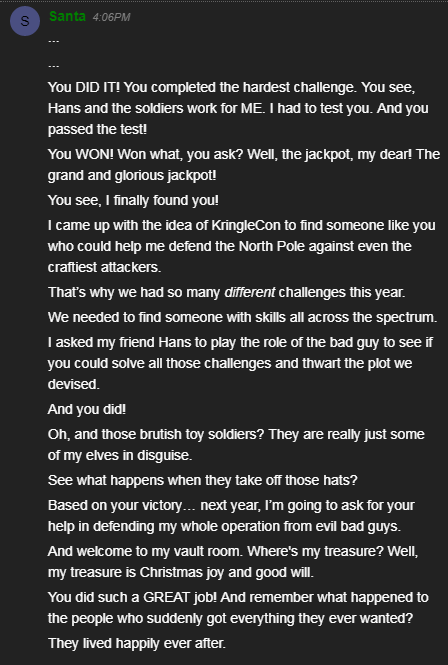 S
Santa 4:06PM
...
...
You DID IT! You completed the hardest challenge. You see,
Hans and the soldiers work for ME. I had to test you. And you
passed the test!
You WON! Won what, you ask? Well, the jackpot, my dear! The
grand and glorious jackpot!
You see, I finally found you!
I came up with the idea of KringleCon to find someone like you
who could help me defend the North Pole against even the
craftiest attackers.
That’s why we had so many different challenges this year.
We needed to find someone with skills all across the spectrum.
I asked my friend Hans to play the role of the bad guy to see if
you could solve all those challenges and thwart the plot we
devised.
And you did!
Oh, and those brutish toy soldiers? They are really just some
of my elves in disguise.
See what happens when they take off those hats?
Based on your victory… next year, I’m going to ask for your
help in defending my whole operation from evil bad guys.
And welcome to my vault room. Where's my treasure? Well,
my treasure is Christmas joy and good will.
You did such a GREAT job! And remember what happened to
the people who suddenly got everything they ever wanted?
They lived happily ever after.